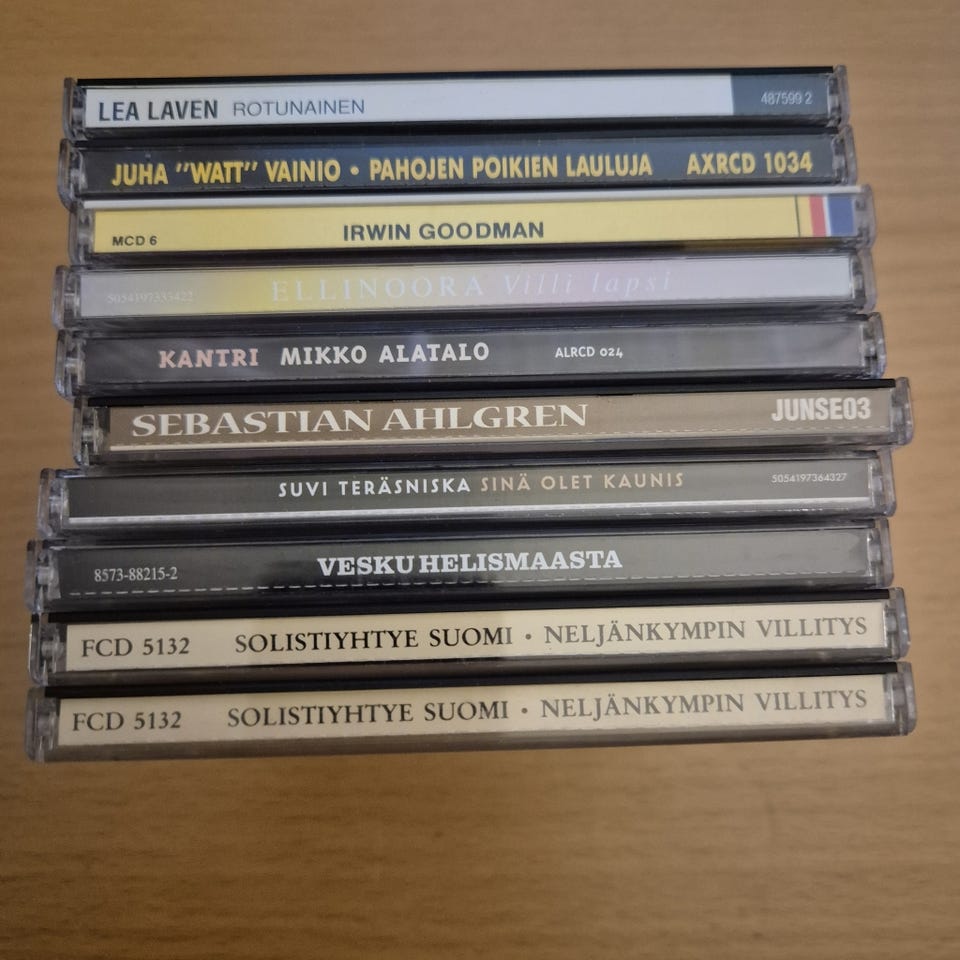 LEA LAVEN ROTUNAINEN 487599 2
JUHA "WATT" VAINIO • PAHOJEN POIKIEN LAULUJA AXRCD 1034
MCD 6 IRWIN GOODMAN
5054197333422 ELLINOORA Villi lapsi
KANTRI MIKKO ALATALO ALRCD 024
SEBASTIAN AHLGREN JUNSE03
SUVI TERÄSNISKA SINÄ OLET KAUNIS 5054197364327
8573-88215-2 VESKU HELISMAASTA
FCD 5132 SOLISTIYHTYE SUOMI • NELJÄNKYMPIN VILLITYS
FCD 5132 SOLISTIYHTYE SUOMI • NELJÄNKYMPIN VILLITYS